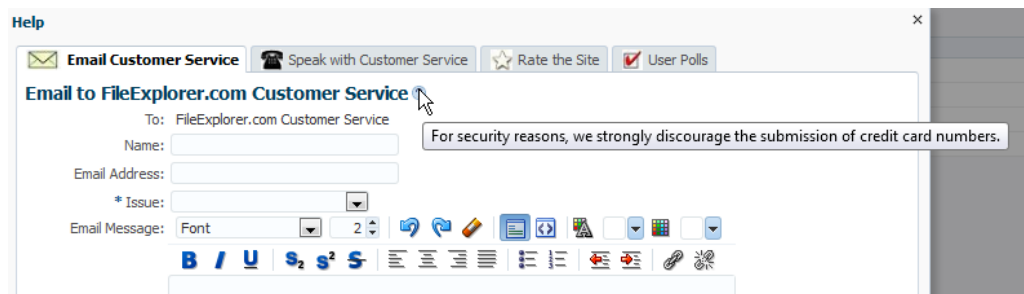 Help
Email Customer Service Speak with Customer Service Rate the Site User Polls
Email to FileExplorer.com Customer Service
To: FileExplorer.com Customer Service
For security reasons, we strongly discourage the submission of credit card numbers.
Name:
Email Address:
* Issue:
Email Message: Font 2
B I U S2 S2 S